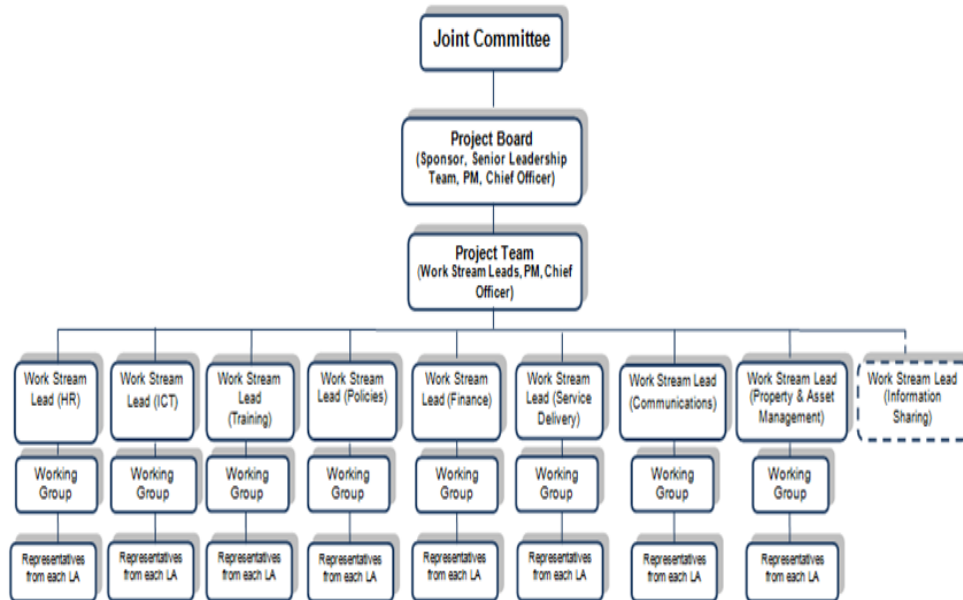 Joint Committee
Project Board
(Sponsor, Senior Leadership
Team, PM, Chief Officer)
Project Team
(Work Stream Leads, PM, Chief
Officer)
Work Stream
Lead (HR)
Work Stream
Lead (ICT)
Work Stream
Lead
(Training)
Work Stream
Lead (Policies)
Work Stream
Lead (Finance)
Work Stream
Lead (Service
Delivery)
Work Stream Lead
(Communications)
Work Stream Lead
(Property & Asset
Management)
Work Stream Lead
(Information
Sharing)
Working
Group
Working
Group
Working
Group
Working
Group
Working
Group
Working
Group
Working
Group
Working
Group
Representatives
from each LA
Representatives
from each LA
Representatives
from each LA
Representatives
from each LA
Representatives
from each LA
Representatives
from each LA
Representatives
from each LA
Representatives
from each LA